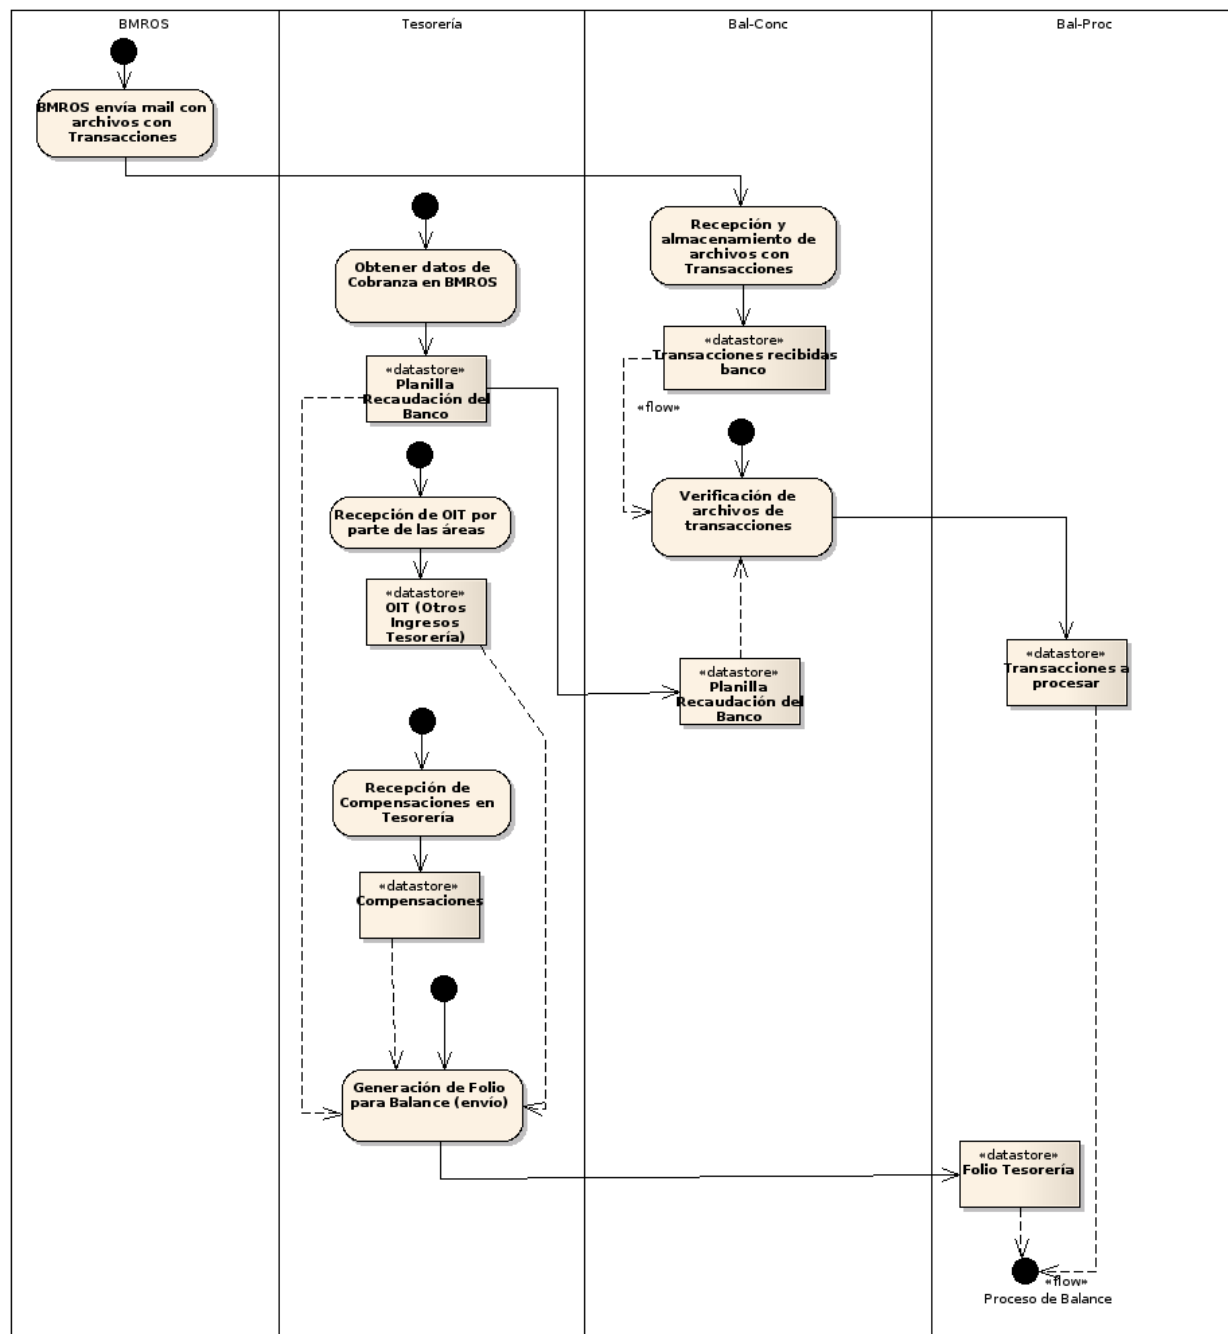 BMROS
Tesorería
Bal-Conc
Bal-Proc
BMROS envía mail con
archivos con
Transacciones
Recepción y
almacenamiento de
archivos con
Transacciones
Obtener datos de
Cobranza en BMROS
«datastore»
Transacciones recibidas
banco
«datastore»
Planilla
Recaudación del
Banco
«flow»
Recepción de OIT por
parte de las áreas
Verificación de
archivos de
transacciones
«datastore»
OIT (Otros
Ingresos
Tesorería)
«datastore»
Planilla
Recaudación del
Banco
«datastore»
Transacciones a
procesar
Recepción de
Compensaciones en
Tesorería
«datastore»
Compensaciones
Generación de Folio
para Balance (envío)
«datastore»
Folio Tesorería
«flow»
Proceso de Balance